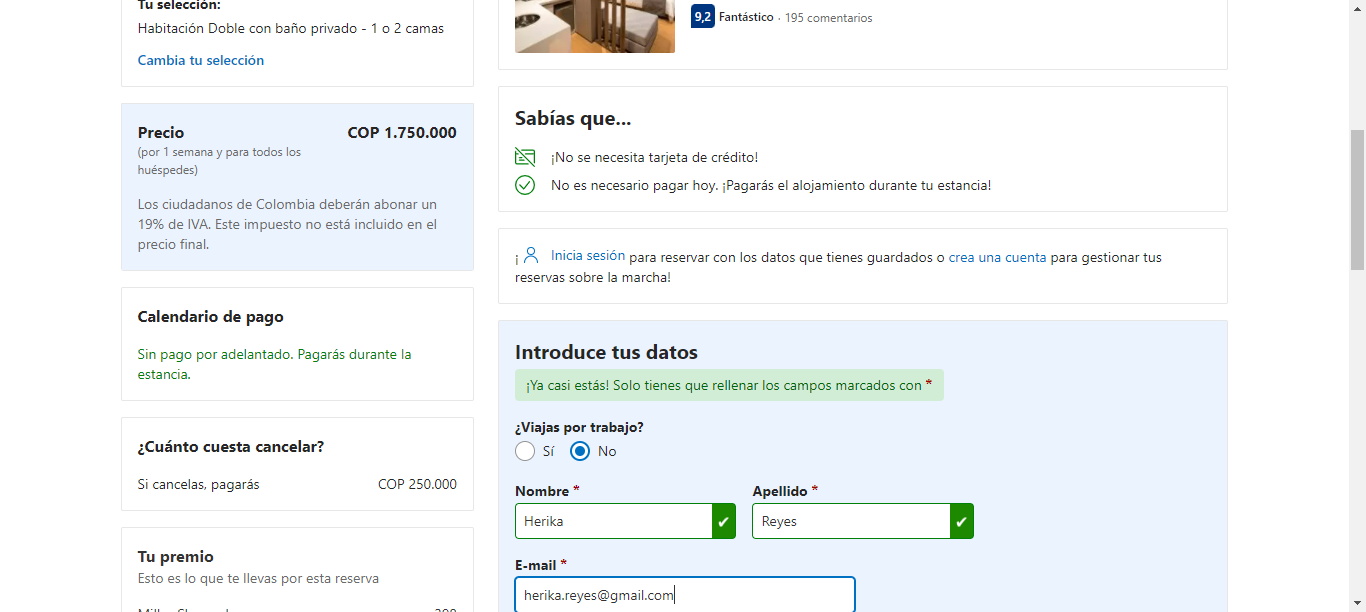 Tu selección:
Habitación Doble con baño privado - 1 o 2 camas
Cambia tu selección
Precio
COP 1.750.000
(por 1 semana y para todos los
huéspedes)
Los ciudadanos de Colombia deberán abonar un
19% de IVA. Este impuesto no está incluido en el
precio final.
Calendario de pago
Sin pago por adelantado. Pagarás durante la
estancia.
¿Cuánto cuesta cancelar?
Si cancelas, pagarás
COP 250.000
Tu premio
Esto es lo que te llevas por esta reserva
9,2 Fantástico · 195 comentarios
Sabías que...
¡No se necesita tarjeta de crédito!
No es necesario pagar hoy. ¡Pagarás el alojamiento durante tu estancia!
¡ Inicia sesión para reservar con los datos que tienes guardados o crea una cuenta para gestionar tus
reservas sobre la marcha!
Introduce tus datos
¡Ya casi estás! Solo tienes que rellenar los campos marcados con *
¿Viajas por trabajo?
Sí No
Nombre * Apellido *
Herika Reyes
E-mail *
herika.reyes@gmail.com